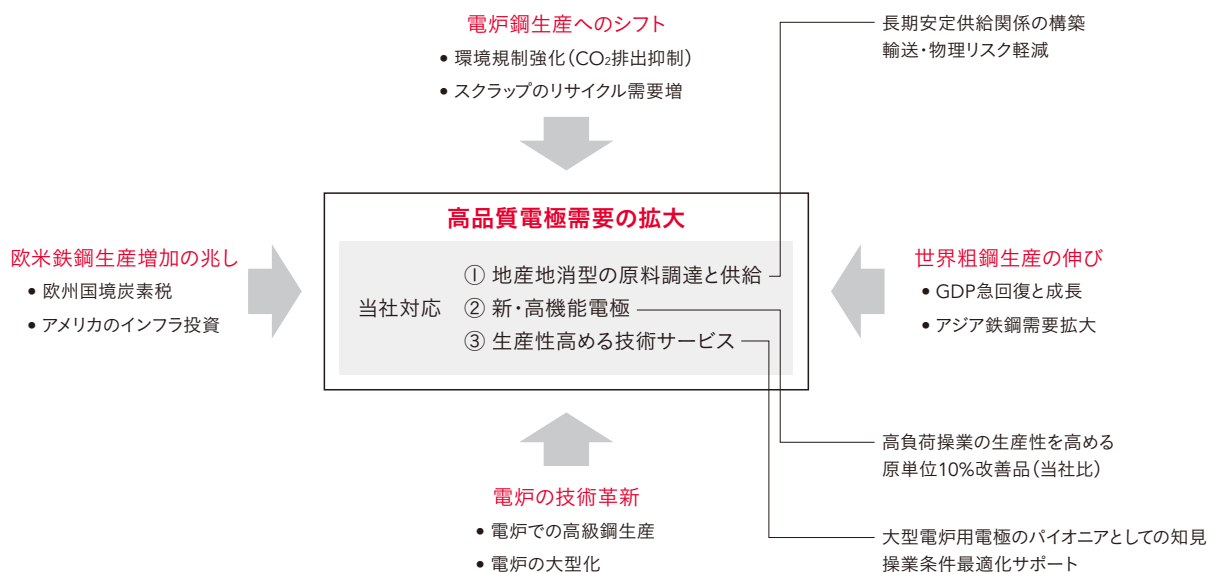 電炉鋼生産へのシフト
• 環境規制強化(CO₂排出抑制)
• スクラップのリサイクル需要増
長期安定供給関係の構築
輸送・物理リスク軽減
欧米鉄鋼生産増加の兆し
• 欧州国境炭素税
• アメリカのインフラ投資
高品質電極需要の拡大
当社対応
① 地産地消型の原料調達と供給
② 新・高機能電極
③ 生産性高める技術サービス
世界粗鋼生産の伸び
• GDP急回復と成長
• アジア鉄鋼需要拡大
電炉の技術革新
• 電炉での高級鋼生産
• 電炉の大型化
高負荷操業の生産性を高める
原単位10%改善品(当社比)
大型電炉用電極のパイオニアとしての知見
操業条件最適化サポート